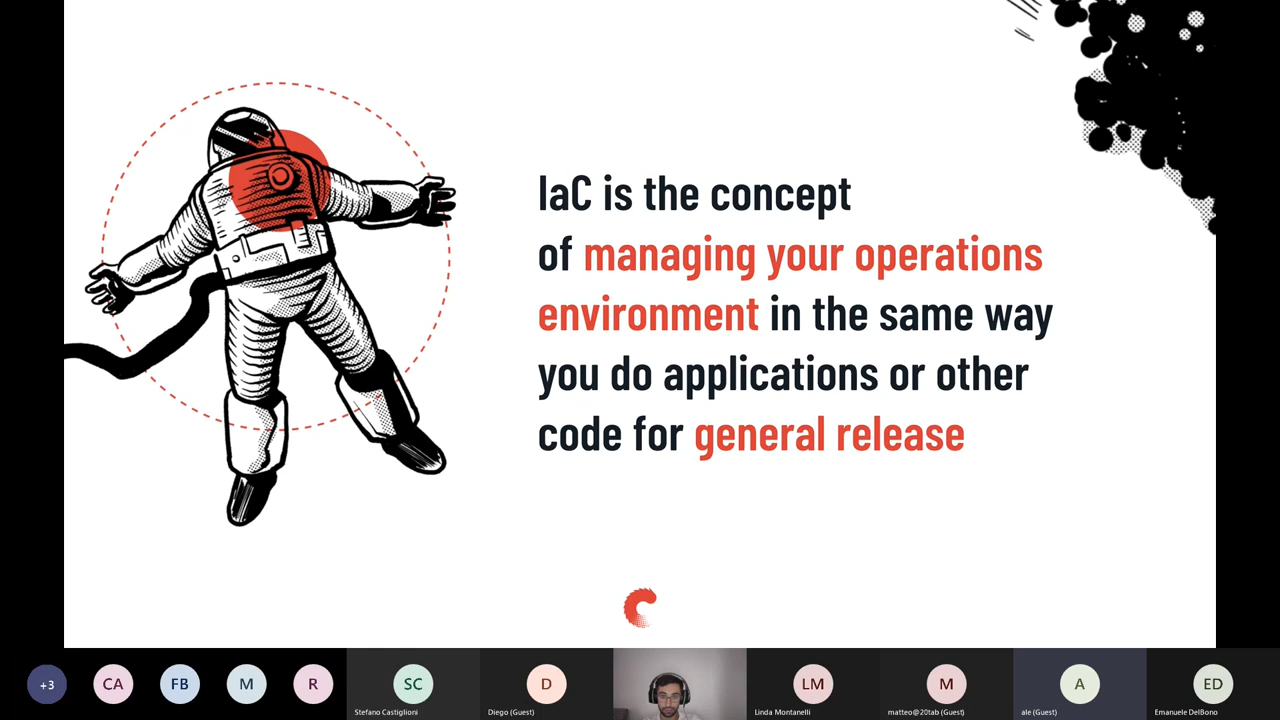 IaC is the concept
of managing your operations
environment in the same way
you do applications or other
code for general release
+3
CA
FB
M
R
SC
D
LM
M
A
ED
Stefano Castiglioni
Diego (Guest)
Linda Montanelli
matteo@20tab (Guest)
ale (Guest)
Emanuele DelBono